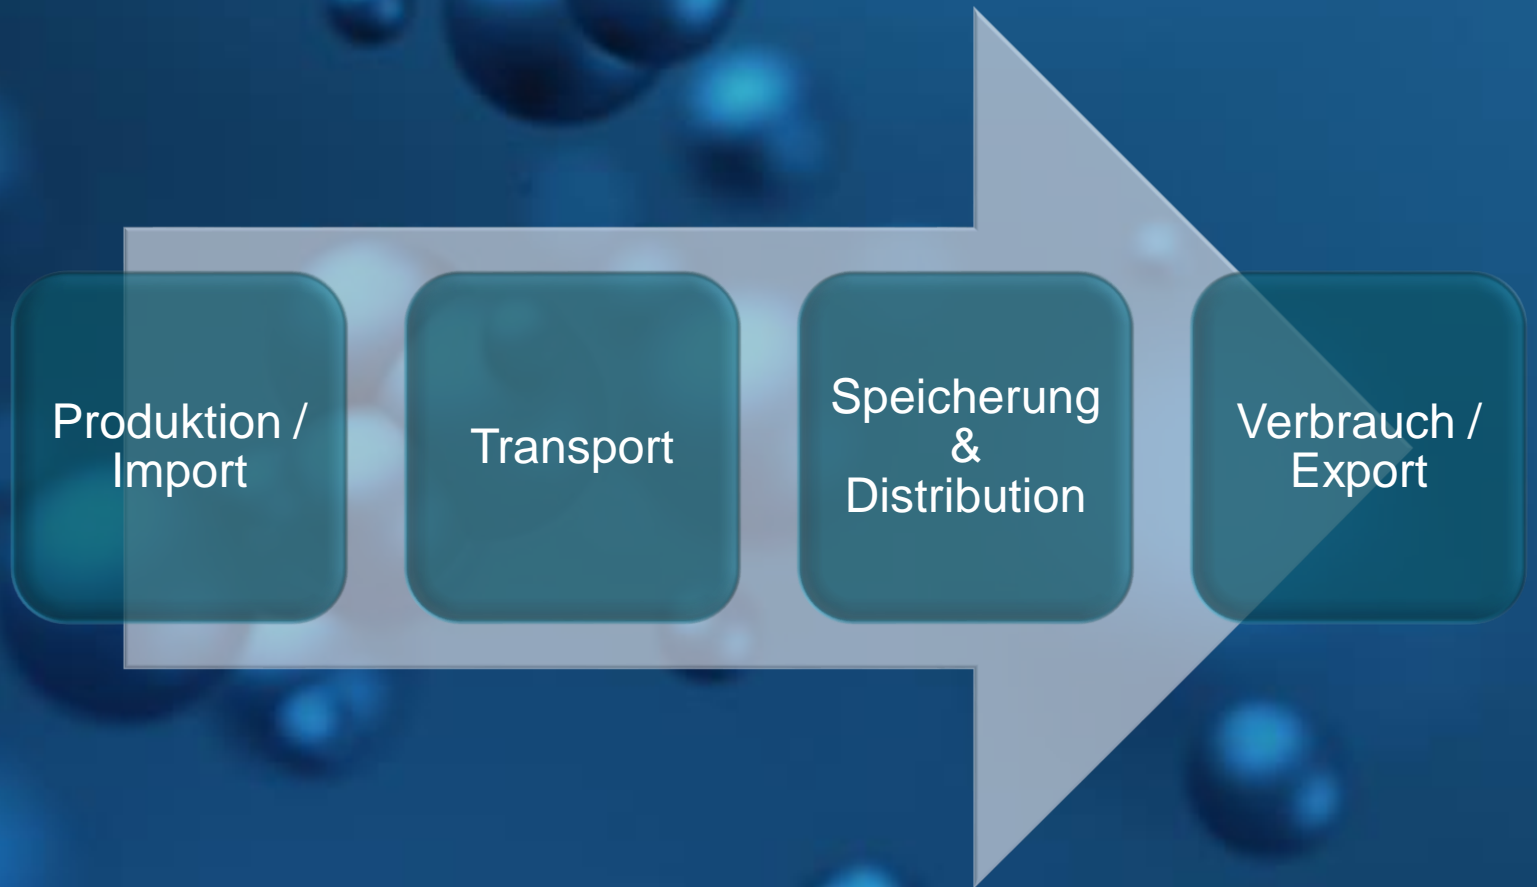 Produktion /
Import
Transport
Speicherung
&
Distribution
Verbrauch /
Export